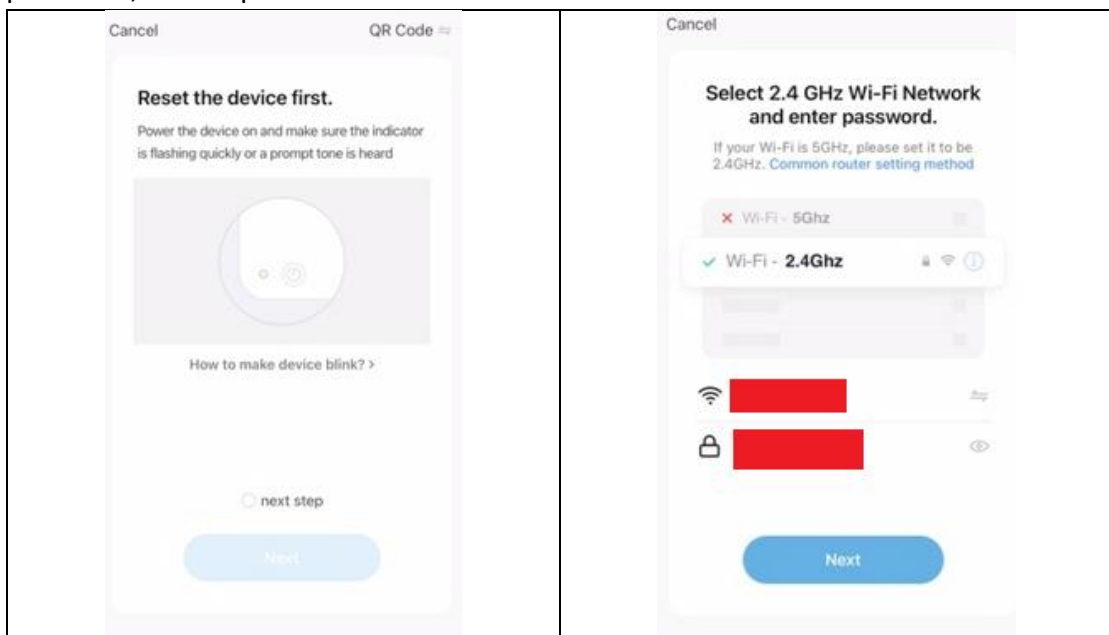 Cancel
QR Code
Reset the device first.
Power the device on and make sure the indicator
is flashing quickly or a prompt tone is heard
How to make device blink? >
next step
Next
Cancel
Select 2.4 GHz Wi-Fi Network
and enter password.
If your Wi-Fi is 5GHz, please set it to be
2.4GHz. Common router setting method
Wi-Fi - 5Ghz
Wi-Fi - 2.4Ghz
Next